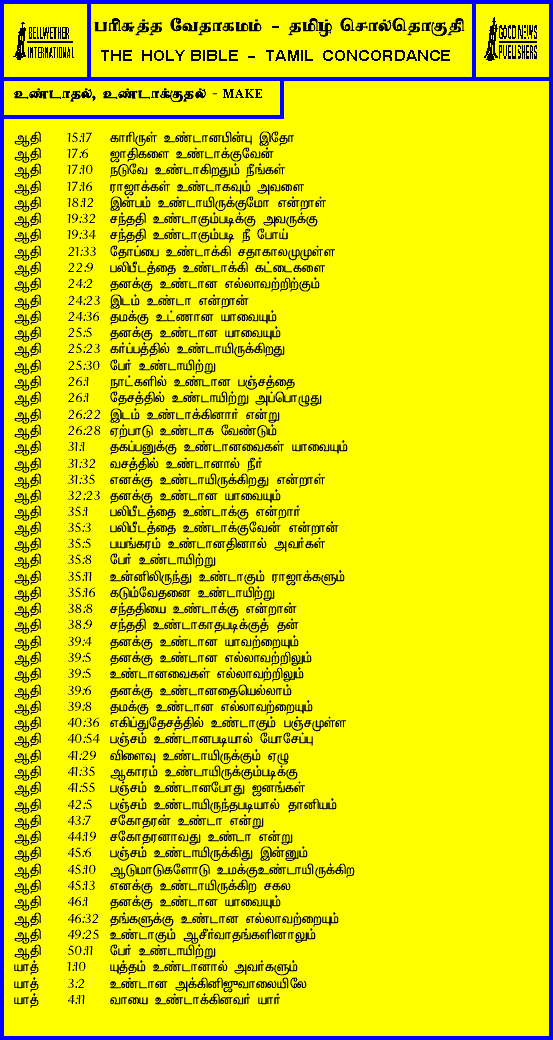 BELLWETHER INTERNATIONAL
பரிசுத்த வேதாகமம் – தமிழ் சொல்தொகுதி
THE HOLY BIBLE – TAMIL CONCORDANCE
GOOD NEWS PUBLISHERS
உண்டாதல், உண்டாக்குதல் - MAKE
ஆதி 15:17 காரிருள் உண்டானபின்பு இதோ
ஆதி 17:6 ஜாதிகளை உண்டாக்குவேன்
ஆதி 17:10 நடுவே உண்டாகிறதும் நீங்கள்
ஆதி 17:16 ராஜாக்கள் உண்டாகவும் அவளை
ஆதி 18:12 இன்பம் உண்டாயிருக்குமோ என்றாள்
ஆதி 19:32 சந்ததி உண்டாகும்படிக்கு அவருக்கு
ஆதி 19:34 சந்ததி உண்டாகும்படி நீ போய்
ஆதி 21:33 தோப்பை உண்டாக்கி சதாகாலமுமுள்ள
ஆதி 22:9 பலிபீடத்தை உண்டாக்கி கட்டைகளை
ஆதி 24:2 தனக்கு உண்டான எல்லாவற்றிற்கும்
ஆதி 24:23 இடம் உண்டா என்றான்
ஆதி 24:36 தமக்கு உட்ணான யாவையும்
ஆதி 25:5 தனக்கு உண்டான யாவையும்
ஆதி 25:23 கர்ப்பத்தில் உண்டாயிருக்கிறது
ஆதி 25:30 பேர் உண்டாயிற்று
ஆதி 26:1 நாட்களில் உண்டான பஞ்சத்தை
ஆதி 26:1 தேசத்தில் உண்டாயிற்று அப்பொழுது
ஆதி 26:22 இடம் உண்டாக்கினார் என்று
ஆதி 26:28 ஏற்பாடு உண்டாக வேண்டும்
ஆதி 31:1 தகப்பனுக்கு உண்டானவைகள் யாவையும்
ஆதி 31:32 வசத்தில் உண்டானால் நீர்
ஆதி 31:35 எனக்கு உண்டாயிருக்கிறது என்றாள்
ஆதி 32:23 தனக்கு உண்டான யாவையும்
ஆதி 35:1 பலிபீடத்தை உண்டாக்கு என்றார்
ஆதி 35:3 பலிபீடத்தை உண்டாக்குவேன் என்றான்
ஆதி 35:5 பயங்கரம் உண்டானதினால் அவர்கள்
ஆதி 35:8 பேர் உண்டாயிற்று
ஆதி 35:11 உன்னிலிருந்து உண்டாகும் ராஜாக்களும்
ஆதி 35:16 கடும்வேதனை உண்டாயிற்று
ஆதி 38:8 சந்ததியை உண்டாக்கு என்றான்
ஆதி 38:9 சந்ததி உண்டாகாதபடிக்குத் தன்
ஆதி 39:4 தனக்கு உண்டான யாவற்றையும்
ஆதி 39:5 தனக்கு உண்டான எல்லாவற்றிலும்
ஆதி 39:5 உண்டானவைகள் எல்லாவற்றிலும்
ஆதி 39:6 தனக்கு உண்டானதையெல்லாம்
ஆதி 39:8 தமக்கு உண்டான எல்லாவற்றையும்
ஆதி 40:36 எகிப்துதேசத்தில் உண்டாகும் பஞ்சமுள்ள
ஆதி 40:54 பஞ்சம் உண்டானபடியால் யோசேப்பு
ஆதி 41:29 விளைவு உண்டாயிருக்கும் ஏழு
ஆதி 41:35 ஆகாரம் உண்டாயிருக்கும்படிக்கு
ஆதி 41:55 பஞ்சம் உண்டானபோது ஜனங்கள்
ஆதி 42:5 பஞ்சம் உண்டாயிருந்தபடியால் தானியம்
ஆதி 43:7 சகோதரன் உண்டா என்று
ஆதி 44:19 சகோதரனாவது உண்டா என்று
ஆதி 45:6 பஞ்சம் உண்டாயிருக்கிது இன்னும்
ஆதி 45:10 ஆடுமாடுகளோடு உமக்குஉண்டாயிருக்கிற
ஆதி 45:13 எனக்கு உண்டாயிருக்கிற சகல
ஆதி 46:1 தனக்கு உண்டான யாவையும்
ஆதி 46:32 தங்களுக்கு உண்டான எல்லாவற்றையும்
ஆதி 49:25 உண்டாகும் ஆசீர்வாதங்களினாலும்
ஆதி 50:11 பேர் உண்டாயிற்று
யாத் 1:10 யுத்தம் உண்டானால் அவர்களும்
யாத் 3:2 உண்டான அக்கினிஜுவாலையிலே
யாத் 4:11 வாயை உண்டாக்கினவர் யார்